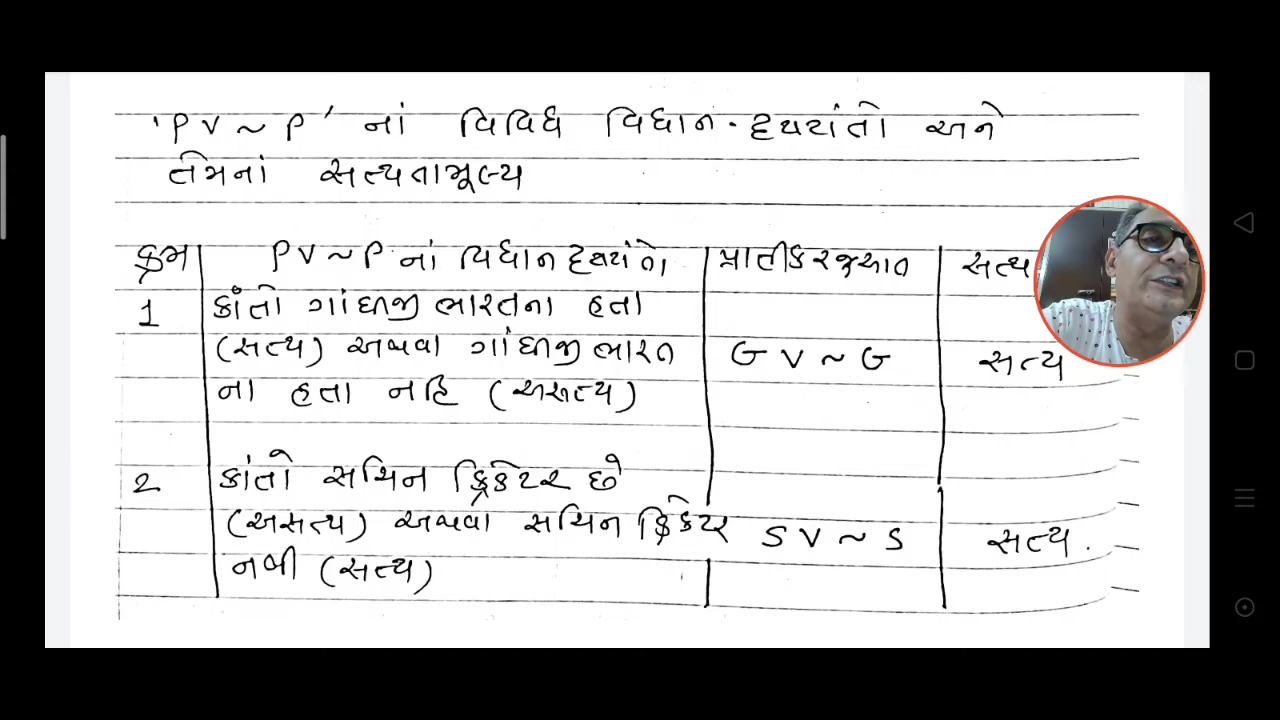 'P V ~ P' નાં વિવિધ વિધાન-દૃષ્ટાંતો અને
તેમનાં સત્યતામૂલ્ય
ક્રમ P V ~ P નાં વિધાન દૃષ્ટાંતો પ્રતીક રજૂઆત સત્ય
1 કાંતો ગાંધીજી ભારતના હતા
(સત્ય) અથવા ગાંધીજી ભારત G V ~ G સત્ય
ના હતા નહિ (અસત્ય)
2 કાંતો સચિન ક્રિકેટર છે
(અસત્ય) અથવા સચિન ક્રિકેટર S V ~ S સત્ય.
નથી (સત્ય)